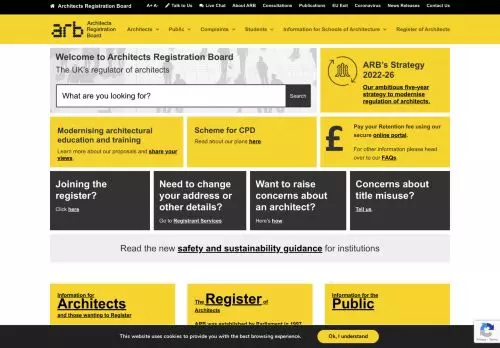 Architects Registration Board
A+ A-
Talk to Us
Live Chat
About ARB
Consultations
Publications
EU Exit
Coronavirus
News Releases
Contact Us
arb Architects
Registration
Board
Architects
Public
Complaints
Students
Information for Schools of Architecture
Register of Architects
Welcome to Architects Registration Board
The UK's regulator of architects
What are you looking for?
Search
ARB's Strategy
2022-26
Our ambitious five-year
strategy to modernise
regulation of architects.
Modernising architectural
education and training
Learn more about our proposals and share your
views.
Scheme for CPD
Read about our plans here
£
Pay your Retention fee using our
secure online portal.
For other information please head
over to our FAQs.
Joining the
register?
Click here
Need to change
your address or
other details?
Go to Registrant Services
Want to raise
concerns about
an architect?
Here's how.
Concerns about
title misuse?
Tell us.
Read the new safety and sustainability guidance for institutions
Information for
Architects
and those wanting to Register
The Register of
Architects
ARB was established by Parliament in 1997
Information for the
Public
This website uses cookies to provide you with the best browsing experience.
Ok, I understand
Privacy - Terms